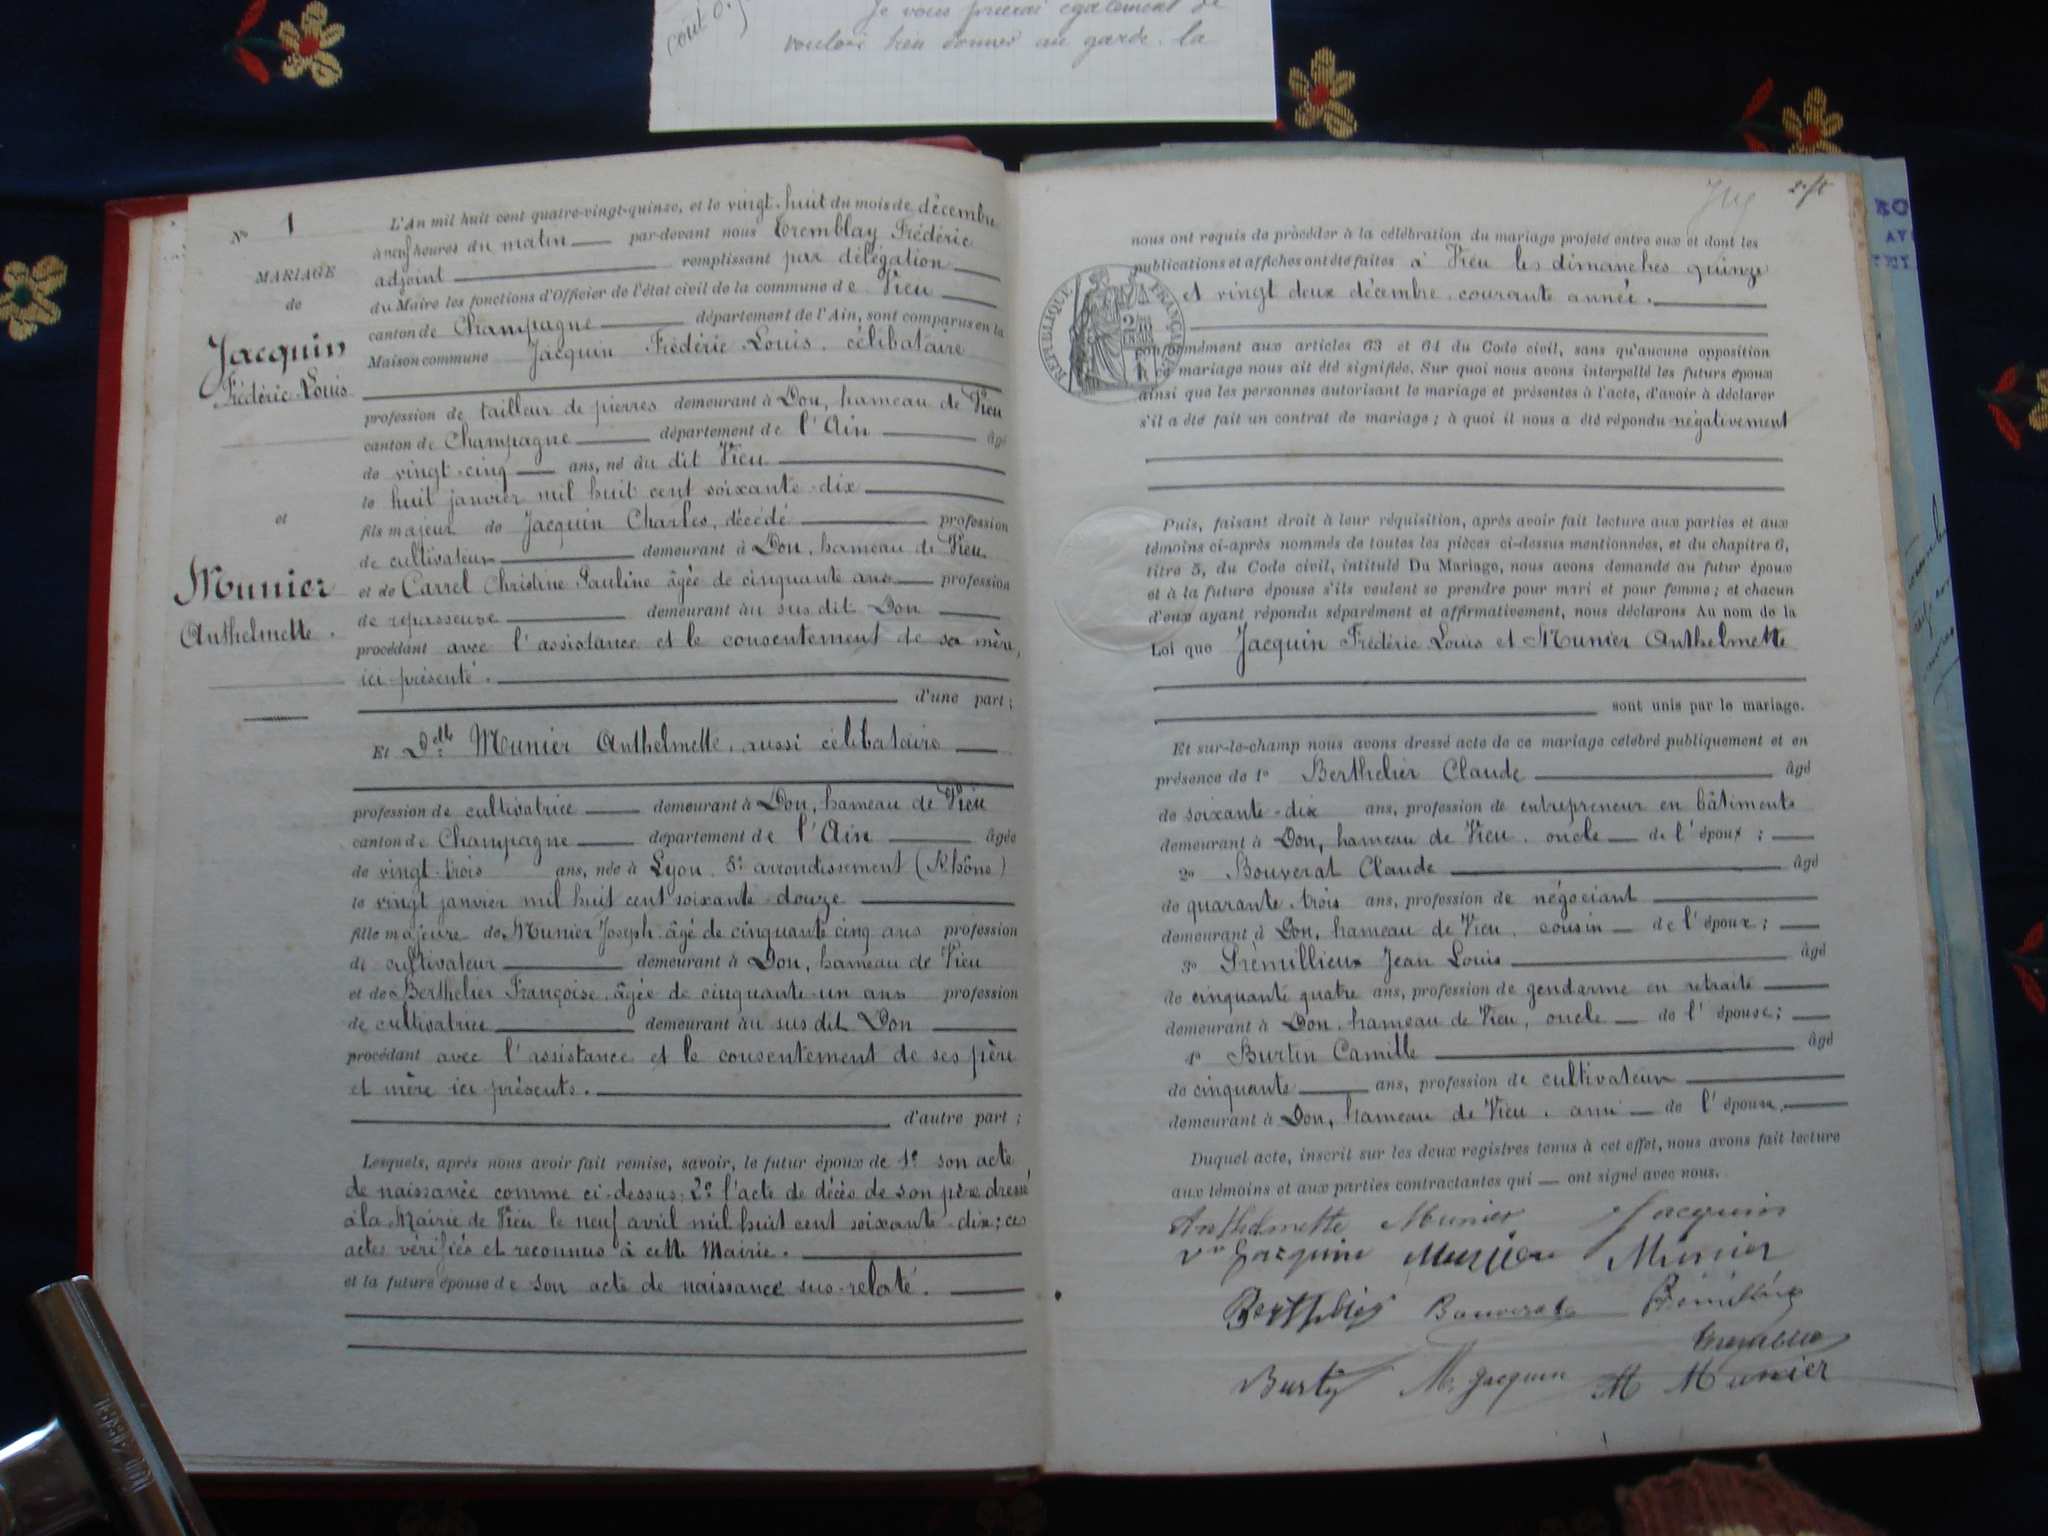 Je vous prierai également de
vouloir bien donner au garde la
coût
N° 1
MARIAGE
de
Jacquin
Frédéric-Louis
et
Munier
Anthelmette.
L'An mil huit cent quatre-vingt-quinze, et le vingt-huit du mois de décembre
à neuf heures du matin par-devant nous Tremblay Frédéric
adjoint remplissant par délégation
du Maire les fonctions d'Officier de l'état civil de la commune de Vieu
canton de Champagne département de l'Ain, sont comparus en la
Maison commune Jacquin Frédéric-Louis, célibataire
profession de tailleur de pierres demeurant à Don, hameau de Vieu
canton de Champagne département de l'Ain âgé
de vingt-cinq ans, né au dit Vieu
le huit janvier mil huit cent soixante-dix
fils majeur de Jacquin Charles, décédé profession
de cultivateur demeurant à Don, hameau de Vieu
et de Carrel Christine Pauline âgée de cinquante ans profession
de repasseuse demeurant au sus dit Don
procédant avec l'assistance et le consentement de sa mère,
ici présente.
d'une part;
Et Delle Munier Anthelmette, aussi célibataire
profession de cultivatrice demeurant à Don, hameau de Vieu
canton de Champagne département de l'Ain âgée
de vingt-trois ans, née à Lyon, 5e arrondissement (Rhône)
le vingt janvier mil huit cent soixante-douze
fille majeure de Munier Joseph âgé de cinquante cinq ans profession
de cultivateur demeurant à Don, hameau de Vieu
et de Berthelier Françoise, âgée de cinquante-un ans profession
de cultivatrice demeurant au sus dit Don
procédant avec l'assistance et le consentement de ses père
et mère ici présents.
d'autre part;
Lesquels, après nous avoir fait remise, savoir, le futur époux de 1° son acte
de naissance comme ci-dessus; 2° l'acte de décès de son père dressé
à la Mairie de Vieu le neuf avril mil huit cent soixante-dix; ces
actes vérifiés et reconnus à cette Mairie.
et la future épouse de son acte de naissance sus-relaté.
nous ont requis de procéder à la célébration du mariage projeté entre eux et dont les
publications et affiches ont été faites à Vieu les dimanches quinze
et vingt deux décembre, courante année.
RÉPUBLIQUE FRANÇAISE
conformément aux articles 63 et 64 du Code civil, sans qu'aucune opposition
à ce mariage nous ait été signifiée. Sur quoi nous avons interpellé les futurs époux
ainsi que les personnes autorisant le mariage et présentes à l'acte, d'avoir à déclarer
s'il a été fait un contrat de mariage; à quoi il nous a été répondu négativement
Puis, faisant droit à leur réquisition, après avoir fait lecture aux parties et aux
témoins ci-après nommés de toutes les pièces ci-dessus mentionnées, et du chapitre 6,
titre 5, du Code civil, intitulé Du Mariage, nous avons demandé au futur époux
et à la future épouse s'ils veulent se prendre pour mari et pour femme; et chacun
d'eux ayant répondu séparément et affirmativement, nous déclarons Au nom de la
Loi que Jacquin Frédéric Louis et Munier Anthelmette
sont unis par le mariage.
Et sur-le-champ nous avons dressé acte de ce mariage célébré publiquement et en
présence de 1° Berthelier Claude âgé
de soixante-dix ans, profession de entrepreneur en bâtiments
demeurant à Don, hameau de Vieu, oncle de l'époux;
2° Bouverat Claude âgé
de quarante-trois ans, profession de négociant
demeurant à Don, hameau de Vieu, cousin de l'époux;
3° Prémillieux Jean Louis âgé
de cinquante quatre ans, profession de gendarme en retraite
demeurant à Don, hameau de Vieu, oncle de l'épouse;
4° Burtin Camille âgé
de cinquante ans, profession de cultivateur
demeurant à Don, hameau de Vieu, ami de l'épouse.
Duquel acte, inscrit sur les deux registres tenus à cet effet, nous avons fait lecture
aux témoins et aux parties contractantes qui ont signé avec nous.
Anthelmette Munier Jacquin
Ve Jacquin Munier Munier
Berthelier Bouverat Prémillieux
Tremblay
Burtin M. Jacquin M Munier